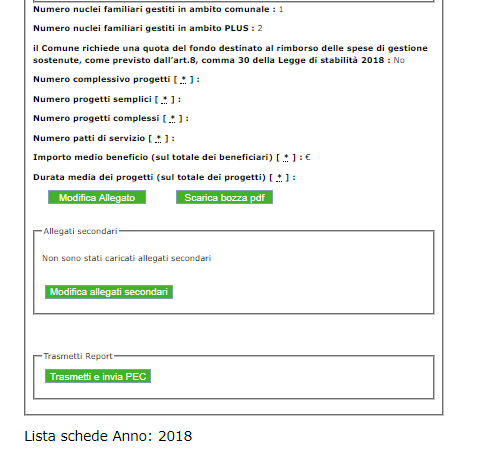 Numero nuclei familiari gestiti in ambito comunale : 1
Numero nuclei familiari gestiti in ambito PLUS : 2
il Comune richiede una quota del fondo destinato al rimborso delle spese di gestione
sostenute, come previsto dall'art.8, comma 30 della Legge di stabilità 2018 : No
Numero complessivo progetti [ * ] :
Numero progetti semplici [ * ] :
Numero progetti complessi [ * ] :
Numero patti di servizio [ * ] :
Importo medio beneficio (sul totale dei beneficiari) [ * ] : €
Durata media dei progetti (sul totale dei progetti) [ * ] :
Modifica Allegato Scarica bozza pdf
Allegati secondari
Non sono stati caricati allegati secondari
Modifica allegati secondari
Trasmetti Report
Trasmetti e invia PEC
Lista schede Anno: 2018